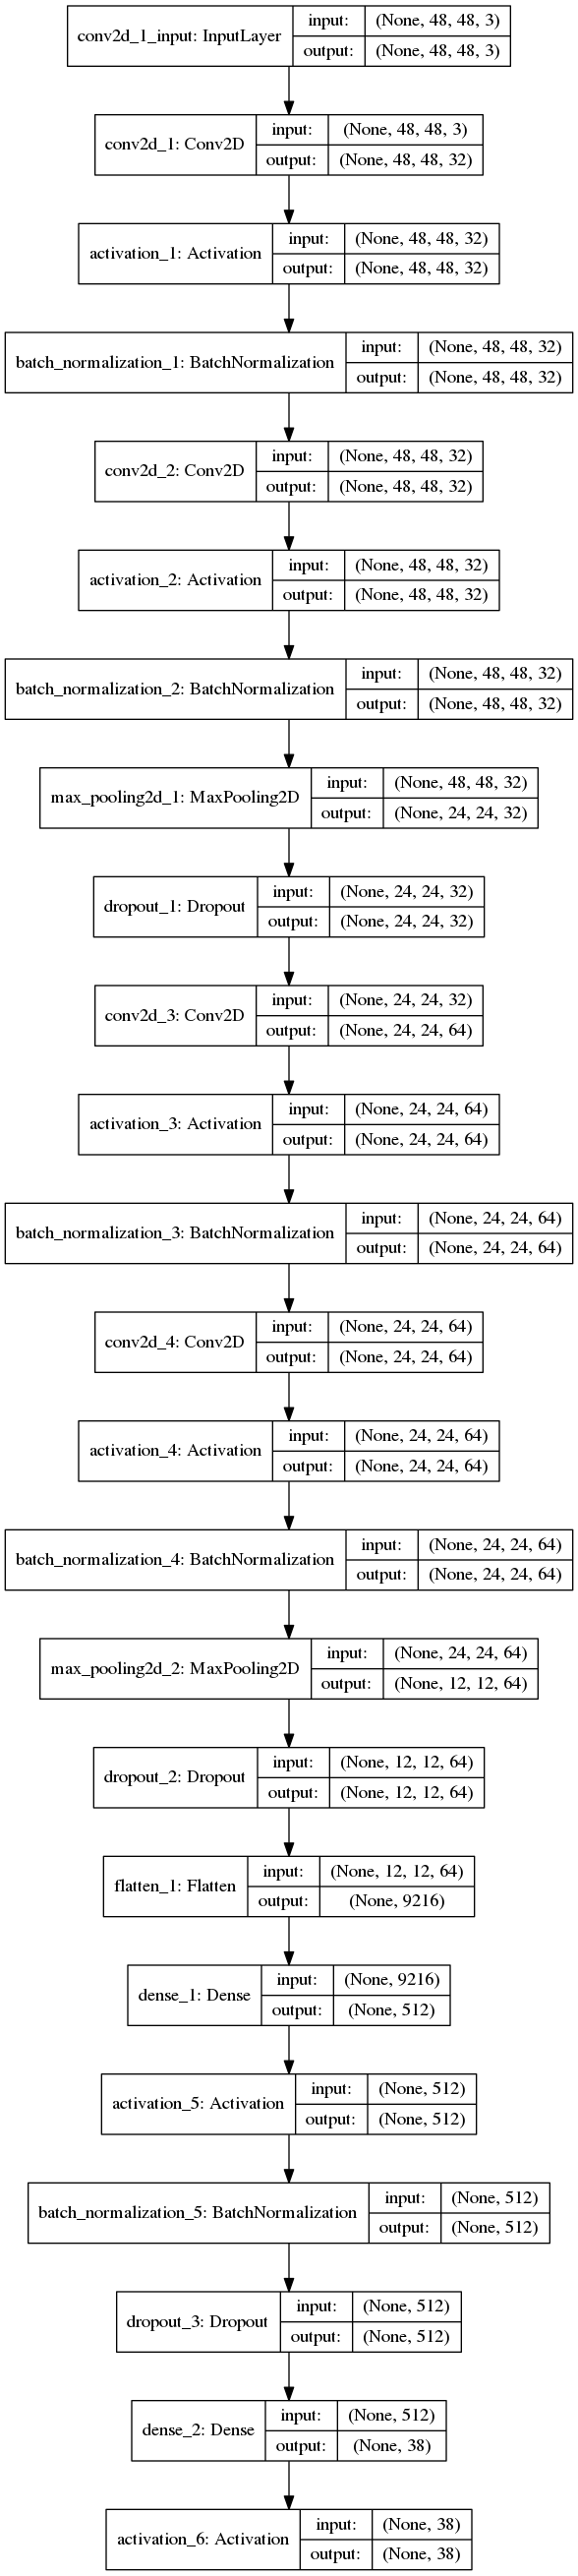 conv2d_1_input: InputLayer
input: (None, 48, 48, 3)
output: (None, 48, 48, 3)
conv2d_1: Conv2D
input: (None, 48, 48, 3)
output: (None, 48, 48, 32)
activation_1: Activation
input: (None, 48, 48, 32)
output: (None, 48, 48, 32)
batch_normalization_1: BatchNormalization
input: (None, 48, 48, 32)
output: (None, 48, 48, 32)
conv2d_2: Conv2D
input: (None, 48, 48, 32)
output: (None, 48, 48, 32)
activation_2: Activation
input: (None, 48, 48, 32)
output: (None, 48, 48, 32)
batch_normalization_2: BatchNormalization
input: (None, 48, 48, 32)
output: (None, 48, 48, 32)
max_pooling2d_1: MaxPooling2D
input: (None, 48, 48, 32)
output: (None, 24, 24, 32)
dropout_1: Dropout
input: (None, 24, 24, 32)
output: (None, 24, 24, 32)
conv2d_3: Conv2D
input: (None, 24, 24, 32)
output: (None, 24, 24, 64)
activation_3: Activation
input: (None, 24, 24, 64)
output: (None, 24, 24, 64)
batch_normalization_3: BatchNormalization
input: (None, 24, 24, 64)
output: (None, 24, 24, 64)
conv2d_4: Conv2D
input: (None, 24, 24, 64)
output: (None, 24, 24, 64)
activation_4: Activation
input: (None, 24, 24, 64)
output: (None, 24, 24, 64)
batch_normalization_4: BatchNormalization
input: (None, 24, 24, 64)
output: (None, 24, 24, 64)
max_pooling2d_2: MaxPooling2D
input: (None, 24, 24, 64)
output: (None, 12, 12, 64)
dropout_2: Dropout
input: (None, 12, 12, 64)
output: (None, 12, 12, 64)
flatten_1: Flatten
input: (None, 12, 12, 64)
output: (None, 9216)
dense_1: Dense
input: (None, 9216)
output: (None, 512)
activation_5: Activation
input: (None, 512)
output: (None, 512)
batch_normalization_5: BatchNormalization
input: (None, 512)
output: (None, 512)
dropout_3: Dropout
input: (None, 512)
output: (None, 512)
dense_2: Dense
input: (None, 512)
output: (None, 38)
activation_6: Activation
input: (None, 38)
output: (None, 38)